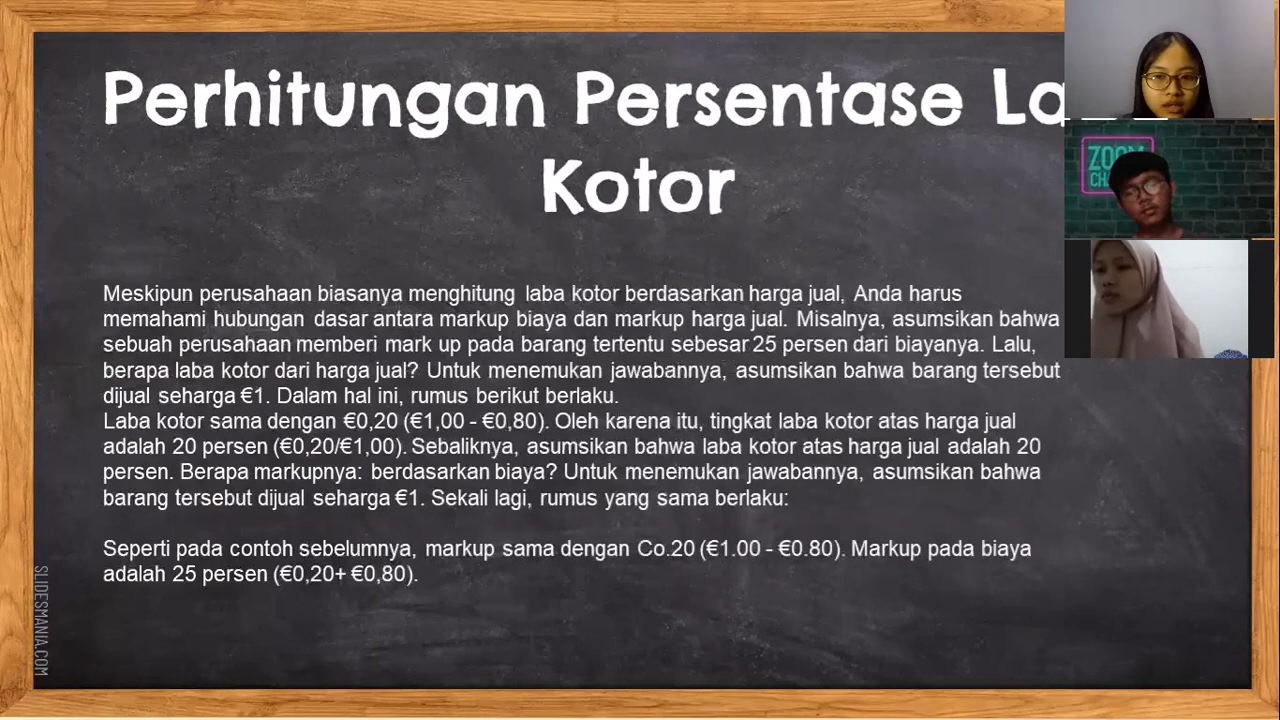 Perhitungan Persentase
Kotor
Meskipun perusahaan biasanya menghitung laba kotor berdasarkan harga jual, Anda harus
memahami hubungan dasar antara markup biaya dan markup harga jual. Misalnya, asumsikan bahwa
sebuah perusahaan memberi mark up pada barang tertentu sebesar 25 persen dari biayanya. Lalu,
berapa laba kotor dari harga jual? Untuk menemukan jawabannya, asumsikan bahwa barang tersebut
dijual seharga €1. Dalam hal ini, rumus berikut berlaku.
Laba kotor sama dengan €0,20 (€1,00 - €0,80). Oleh karena itu, tingkat laba kotor atas harga jual
adalah 20 persen (€0,20/€1,00). Sebaliknya, asumsikan bahwa laba kotor atas harga jual adalah 20
persen. Berapa markupnya: berdasarkan biaya? Untuk menemukan jawabannya, asumsikan bahwa
barang tersebut dijual seharga €1. Sekali lagi, rumus yang sama berlaku:
Seperti pada contoh sebelumnya, markup sama dengan Co.20 (€1.00 - €0.80). Markup pada biaya
adalah 25 persen (€0,20+ €0,80).
SLIDESMANIA.COM